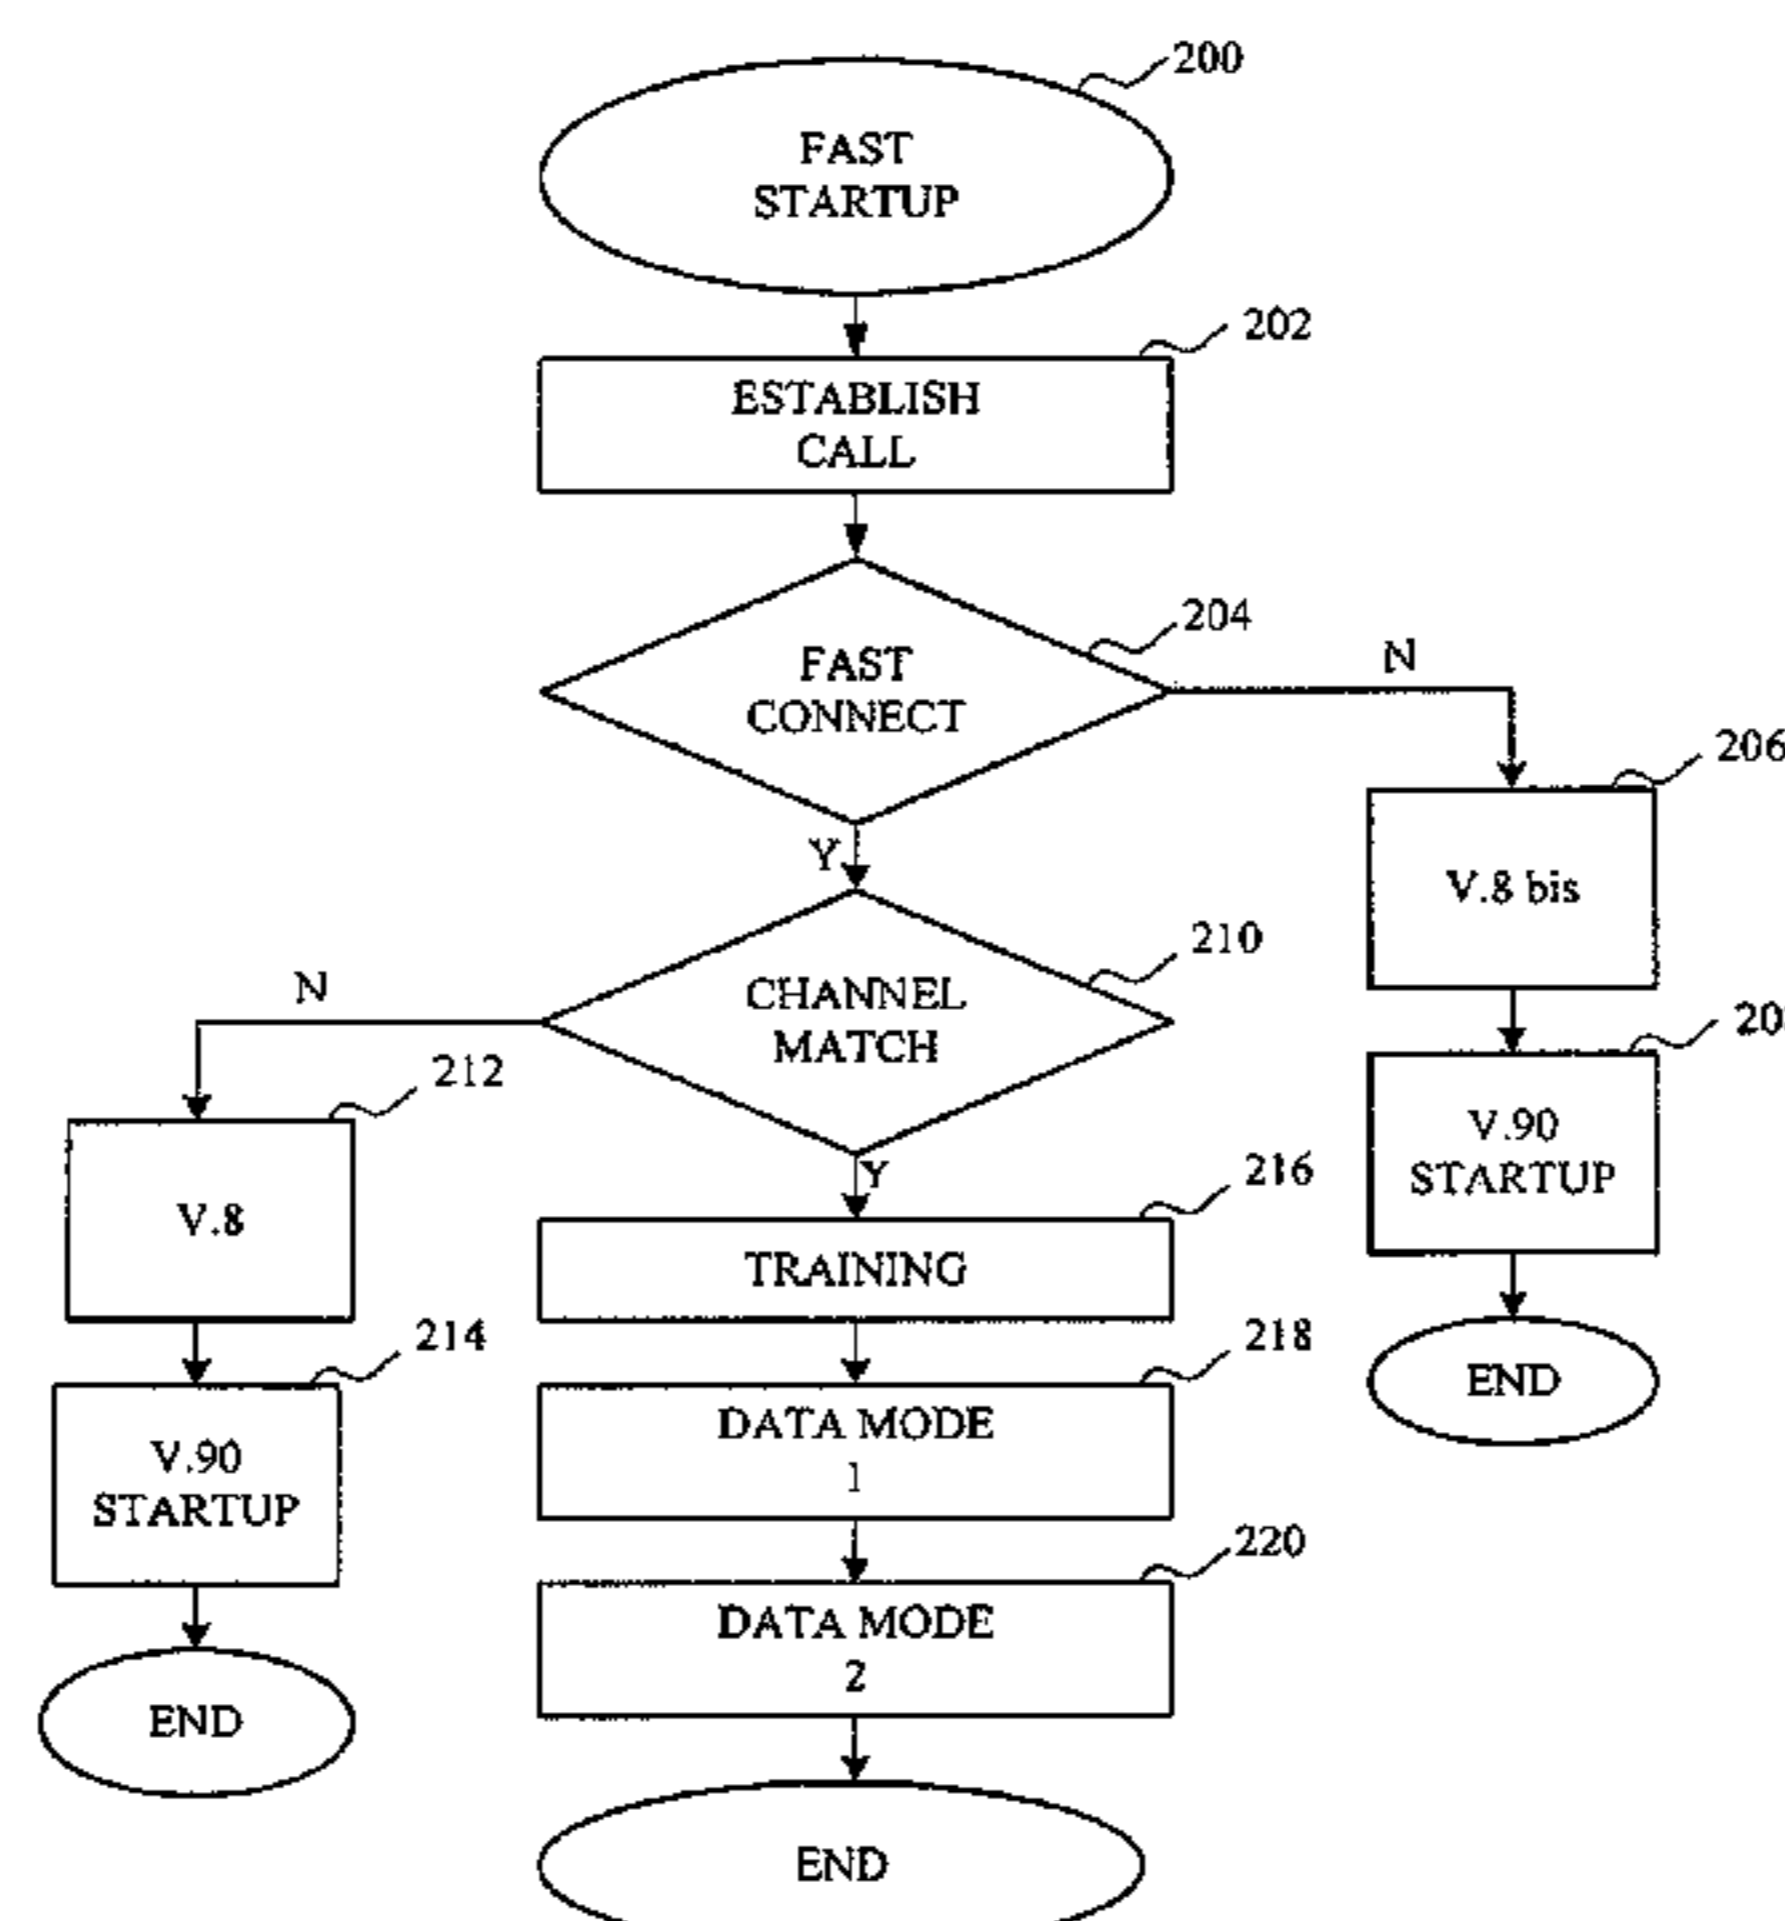 200
FAST
STARTUP
202
ESTABLISH
CALL
204
FAST
CONNECT
N
206
V.8 bis
Y
210
CHANNEL
MATCH
N
20
V.90
STARTUP
212
V.8
Y
216
TRAINING
END
214
V.90
STARTUP
218
DATA MODE
1
220
DATA MODE
2
END
END